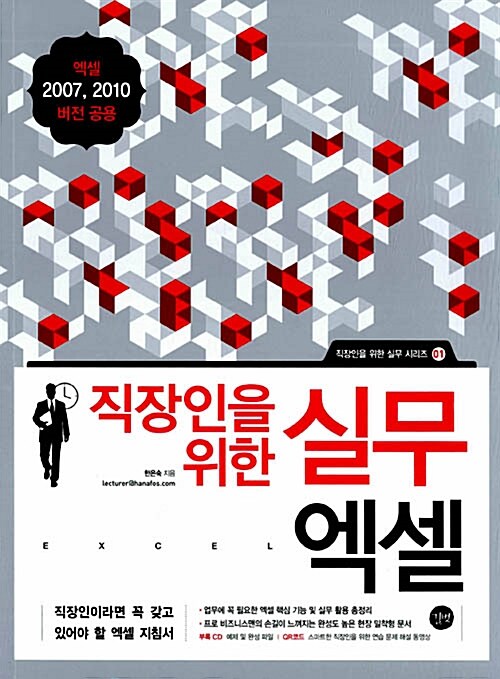 엑셀
2007, 2010
버전 공용
직장인을 위한 실무 시리즈 01
직장인을
위한
실무
엑셀
한은숙 지음
lecturer@hanafos.com
EXCEL
직장인이라면 꼭 갖고
있어야 할 엑셀 지침서
• 업무에 꼭 필요한 엑셀 핵심 기능 및 실무 활용 총정리
• 프로 비즈니스맨의 손길이 느껴지는 완성도 높은 현장 밀착형 문서
부록 CD 예제 및 완성 파일 | QR코드 스마트한 직장인을 위한 연습 문제 해설 동영상
길벗